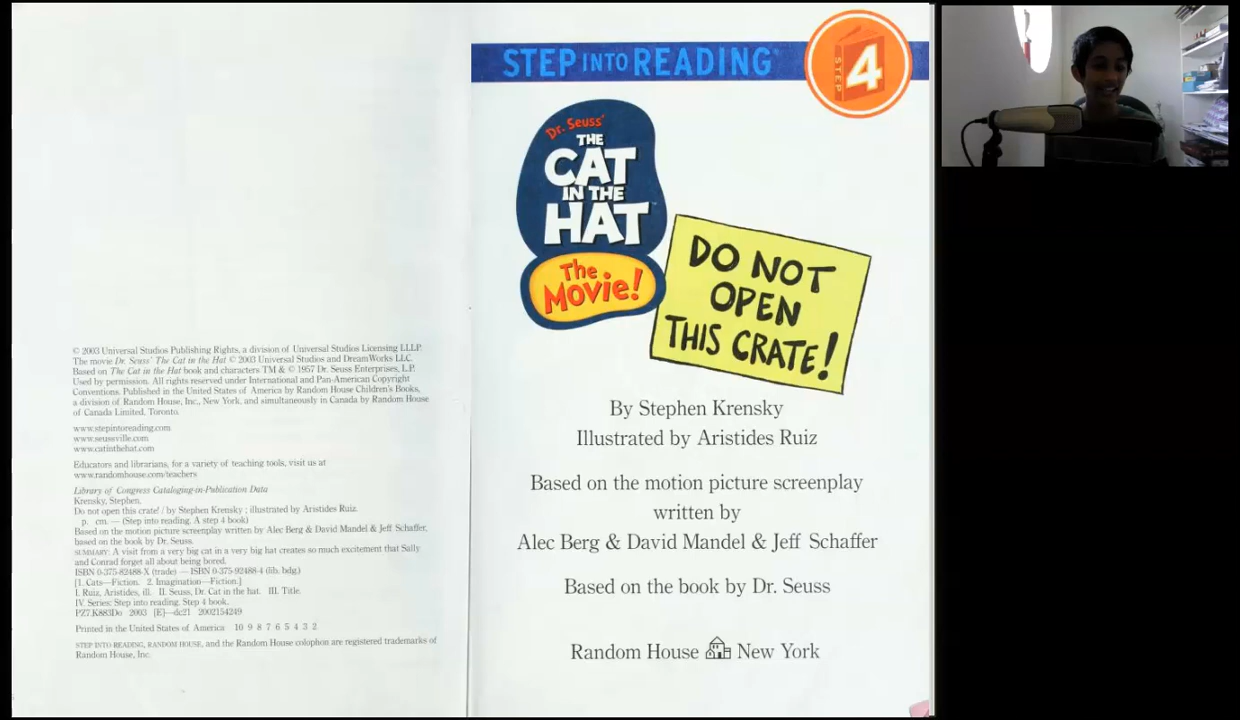 © 2003 Universal Studios Publishing Rights, a division of Universal Studios Licensing LLLP.
The movie Dr. Seuss' The Cat in the Hat © 2003 Universal Studios and DreamWorks LLC.
Based on The Cat in the Hat book and characters TM & © 1957 Dr. Seuss Enterprises, L.P.
Used by permission. All rights reserved under International and Pan-American Copyright
Conventions. Published in the United States of America by Random House Children's Books,
a division of Random House, Inc., New York, and simultaneously in Canada by Random House
of Canada Limited, Toronto.
www.stepintoreading.com
www.seussville.com
www.catinthehat.com
Educators and librarians, for a variety of teaching tools, visit us at
www.randomhouse.com/teachers
Library of Congress Cataloging-in-Publication Data
Krensky, Stephen.
Do not open this crate! / by Stephen Krensky ; illustrated by Aristides Ruiz.
p. cm. — (Step into reading. A step 4 book)
Based on the motion picture screenplay written by Alec Berg & David Mandel & Jeff Schaffer,
based on the book by Dr. Seuss.
SUMMARY: A visit from a very big cat in a very big hat creates so much excitement that Sally
and Conrad forget all about being bored.
ISBN 0-375-82488-X (trade) — ISBN 0-375-92488-4 (lib. bdg.)
[1. Cats—Fiction. 2. Imagination—Fiction.]
I. Ruiz, Aristides, ill. II. Seuss, Dr. Cat in the hat. III. Title.
IV. Series: Step into reading. Step 4 book.
PZ7.K883Do 2003 [E]—dc21 2002154249
Printed in the United States of America 10 9 8 7 6 5 4 3 2
STEP INTO READING, RANDOM HOUSE, and the Random House colophon are registered trademarks of
Random House, Inc.
STEP INTO READING®
STEP 4
Dr. Seuss'
THE
CAT
IN THE
HAT™
The
Movie!
DO NOT
OPEN
THIS CRATE!
By Stephen Krensky
Illustrated by Aristides Ruiz
Based on the motion picture screenplay
written by
Alec Berg & David Mandel & Jeff Schaffer
Based on the book by Dr. Seuss
Random House New York